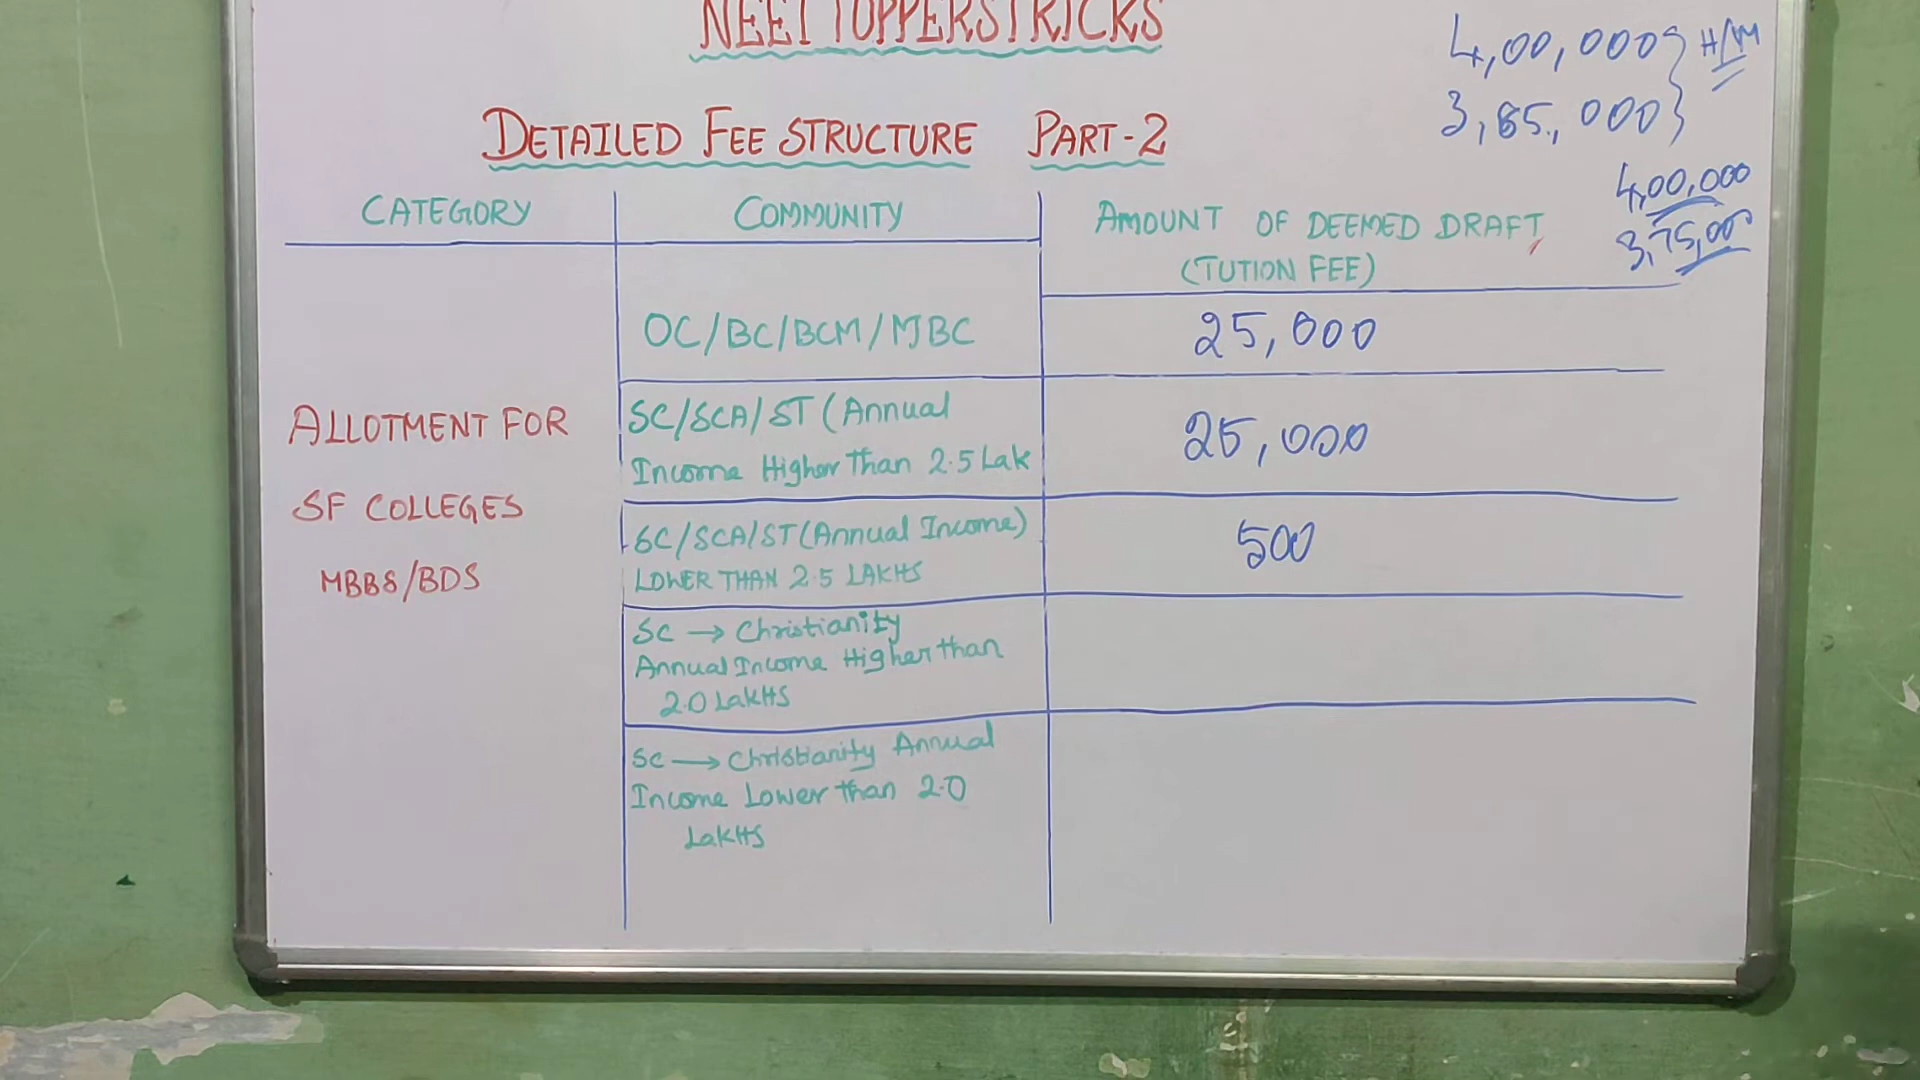 NEET TOPPERSTRICKS
4,00,000 } H/M
3,85,000 }
DETAILED FEE STRUCTURE PART-2
4,00,000
3,75,000
CATEGORY
COMMUNITY
AMOUNT OF DEEMED DRAFT
(TUTION FEE)
OC/BC/BCM/MBC
25,000
ALLOTMENT FOR
SF COLLEGES
MBBS/BDS
SC/SCA/ST (Annual
Income Higher Than 2.5 Lak
25,000
SC/SCA/ST (Annual Income)
LOWER THAN 2.5 LAKHS
500
SC → Christianity
Annual Income Higher than
2.0 LakHS
SC → Christianity Annual
Income Lower than 2.0
LakHS